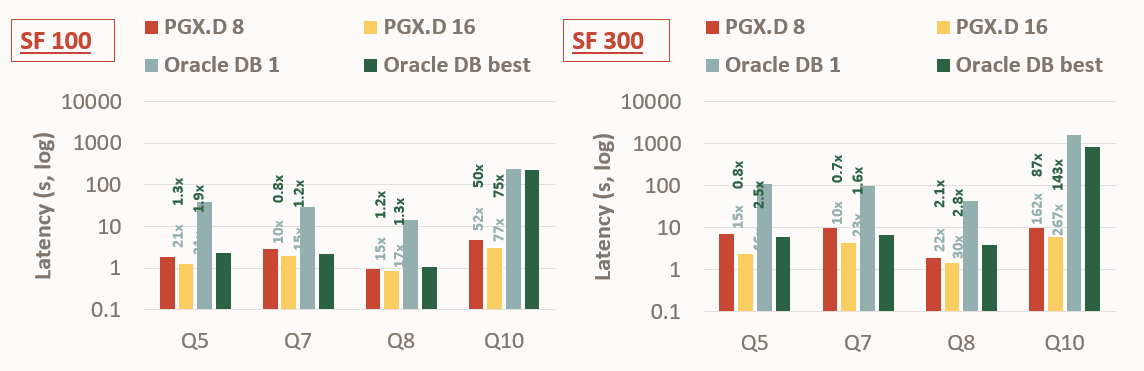 SF 100
PGX.D 8
PGX.D 16
Oracle DB 1
Oracle DB best
Latency (s, log)
10000
1000
100
10
1
0.1
1.3x
1.9x
21x
0.8x
1.2x
10x
15x
1.2x
1.3x
15x
17x
50x
75x
52x
77x
Q5
Q7
Q8
Q10
SF 300
PGX.D 8
PGX.D 16
Oracle DB 1
Oracle DB best
Latency (s, log)
10000
1000
100
10
1
0.1
0.8x
2.5x
15x
0.7x
1.6x
10x
23x
2.1x
2.8x
22x
30x
87x
143x
162x
267x
Q5
Q7
Q8
Q10